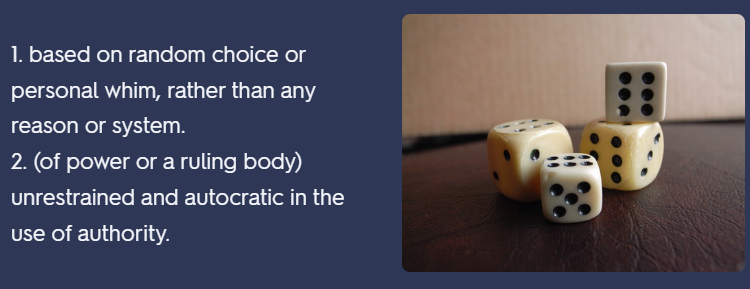 1. based on random choice or
personal whim, rather than any
reason or system.
2. (of power or a ruling body)
unrestrained and autocratic in the
use of authority.